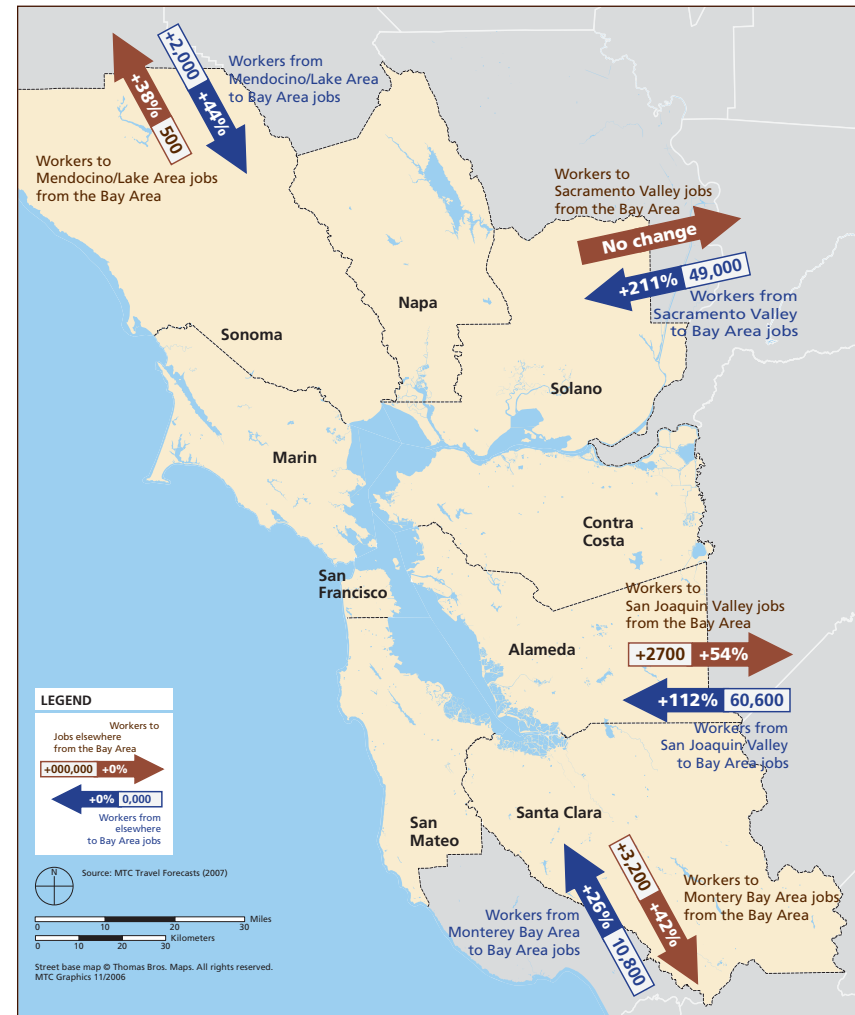 +2,000
+44%
Workers from
Mendocino/Lake Area
to Bay Area jobs
+38%
500
Workers to
Mendocino/Lake Area jobs
from the Bay Area
Workers to
Sacramento Valley jobs
from the Bay Area
No change
+211% 49,000
Workers from
Sacramento Valley
to Bay Area jobs
Napa
Sonoma
Solano
Marin
Contra
Costa
San
Francisco
Workers to
San Joaquin Valley jobs
from the Bay Area
+2700 +54%
Alameda
+112% 60,600
Workers from
San Joaquin Valley
to Bay Area jobs
LEGEND
Workers to
Jobs elsewhere
from the Bay Area
+000,000 +0%
+0% 0,000
Workers from
elsewhere
to Bay Area jobs
San
Mateo
Santa Clara
+3,200
+42%
Workers to
Montery Bay Area jobs
from the Bay Area
+26%
10,800
Workers from
Monterey Bay Area
to Bay Area jobs
N
Source: MTC Travel Forecasts (2007)
Miles
0 10 20 30
Kilometers
0 10 20 30
Street base map © Thomas Bros. Maps. All rights reserved.
MTC Graphics 11/2006